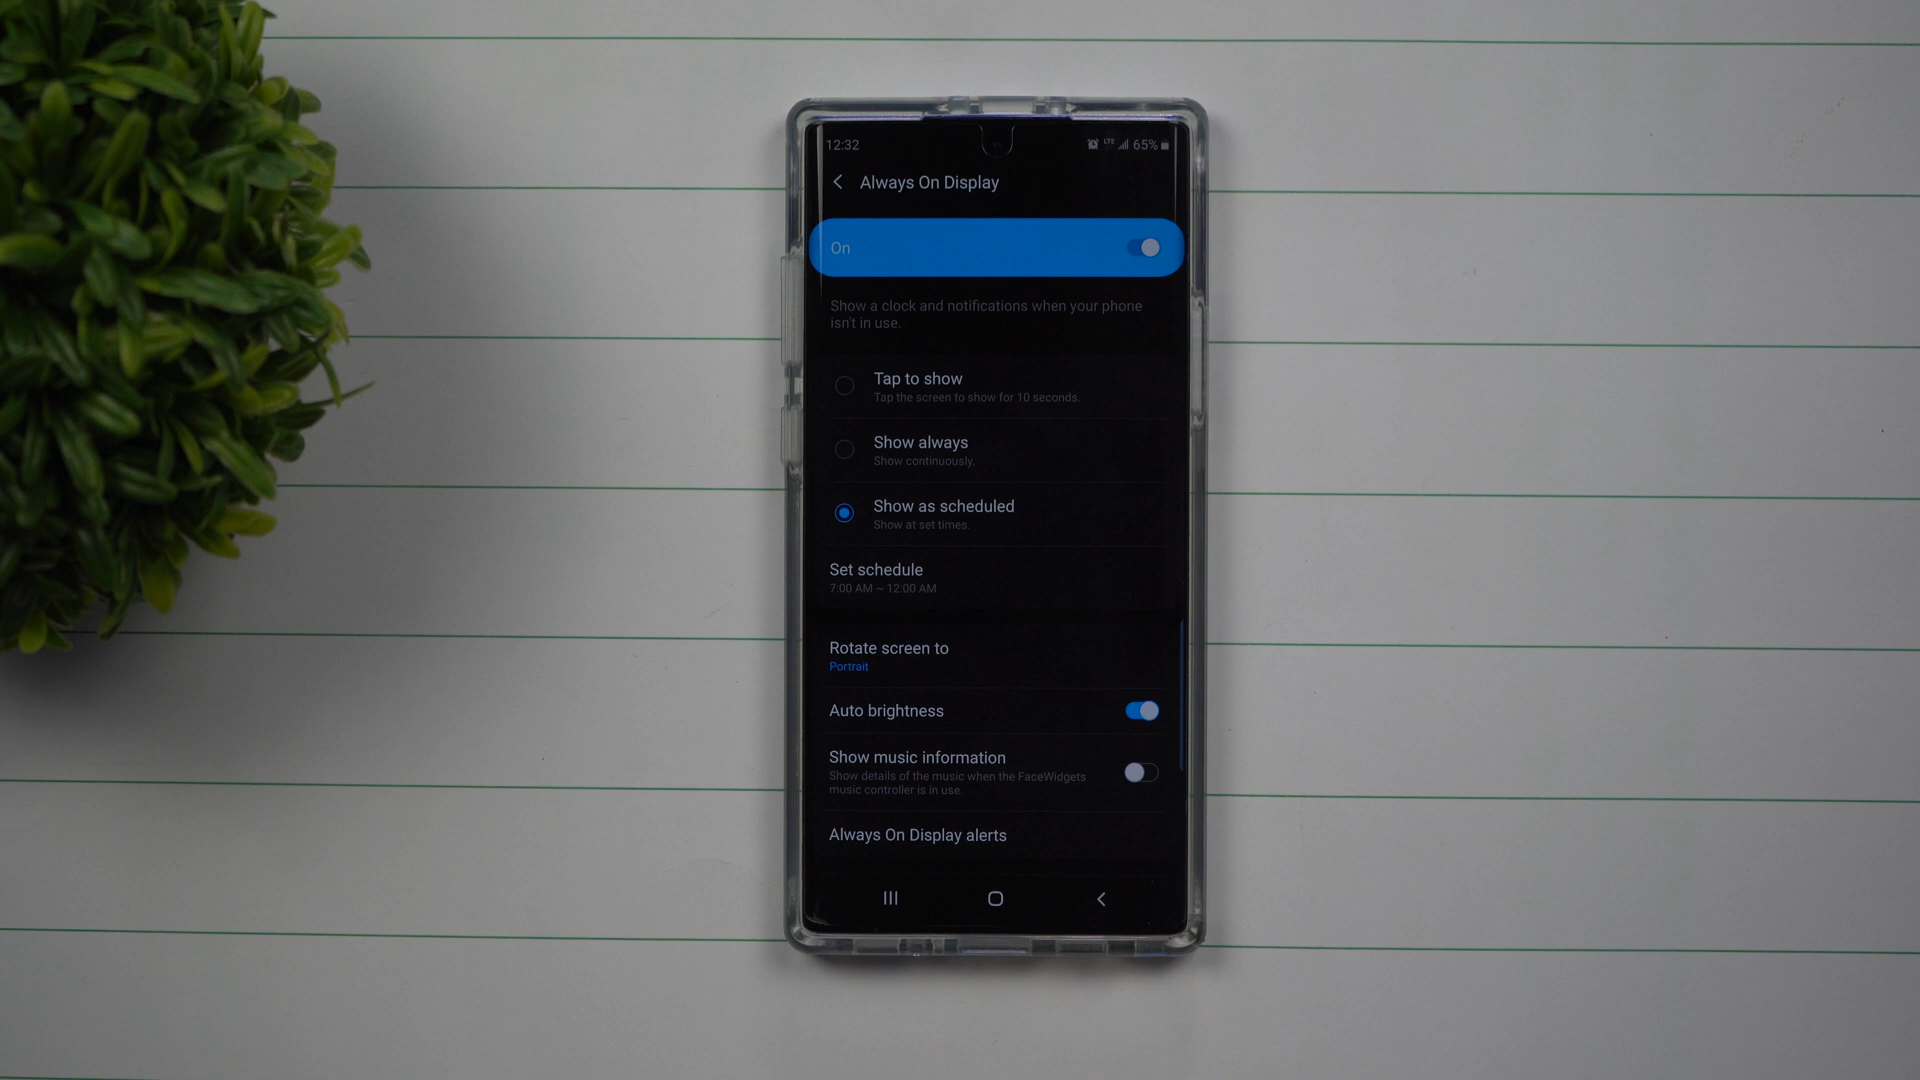 12:32
LTE 65%
Always On Display
On
Show a clock and notifications when your phone
isn't in use.
Tap to show
Tap the screen to show for 10 seconds.
Show always
Show continuously.
Show as scheduled
Show at set times.
Set schedule
7:00 AM ~ 12:00 AM
Rotate screen to
Portrait
Auto brightness
Show music information
Show details of the music when the FaceWidgets
music controller is in use.
Always On Display alerts